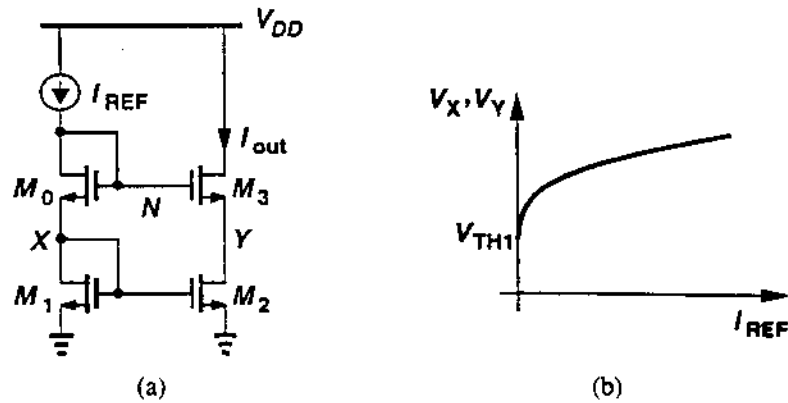 V_DD
I_REF
I_out
M_0
N
M_3
X
Y
M_1
M_2
(a)
V_X, V_Y
V_TH1
I_REF
(b)